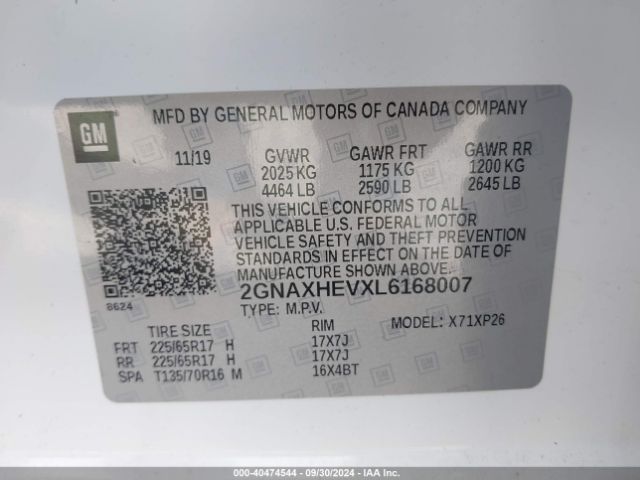 MFD BY GENERAL MOTORS OF CANADA COMPANY
GM
11/19 GVWR GAWR FRT GAWR RR
2025 KG 1175 KG 1200 KG
4464 LB 2590 LB 2645 LB
THIS VEHICLE CONFORMS TO ALL
APPLICABLE U.S. FEDERAL MOTOR
VEHICLE SAFETY AND THEFT PREVENTION
STANDARDS IN EFFECT ON THE DATE OF
MANUFACTURE SHOWN ABOVE.
2GNAXHEVXL6168007
8624
TYPE: M.P.V.
TIRE SIZE RIM MODEL: X71XP26
FRT 225/65R17 H 17X7J
RR 225/65R17 H 17X7J
SPA T135/70R16 M 16X4BT
000-40474544 - 09/30/2024 - IAA, Inc.